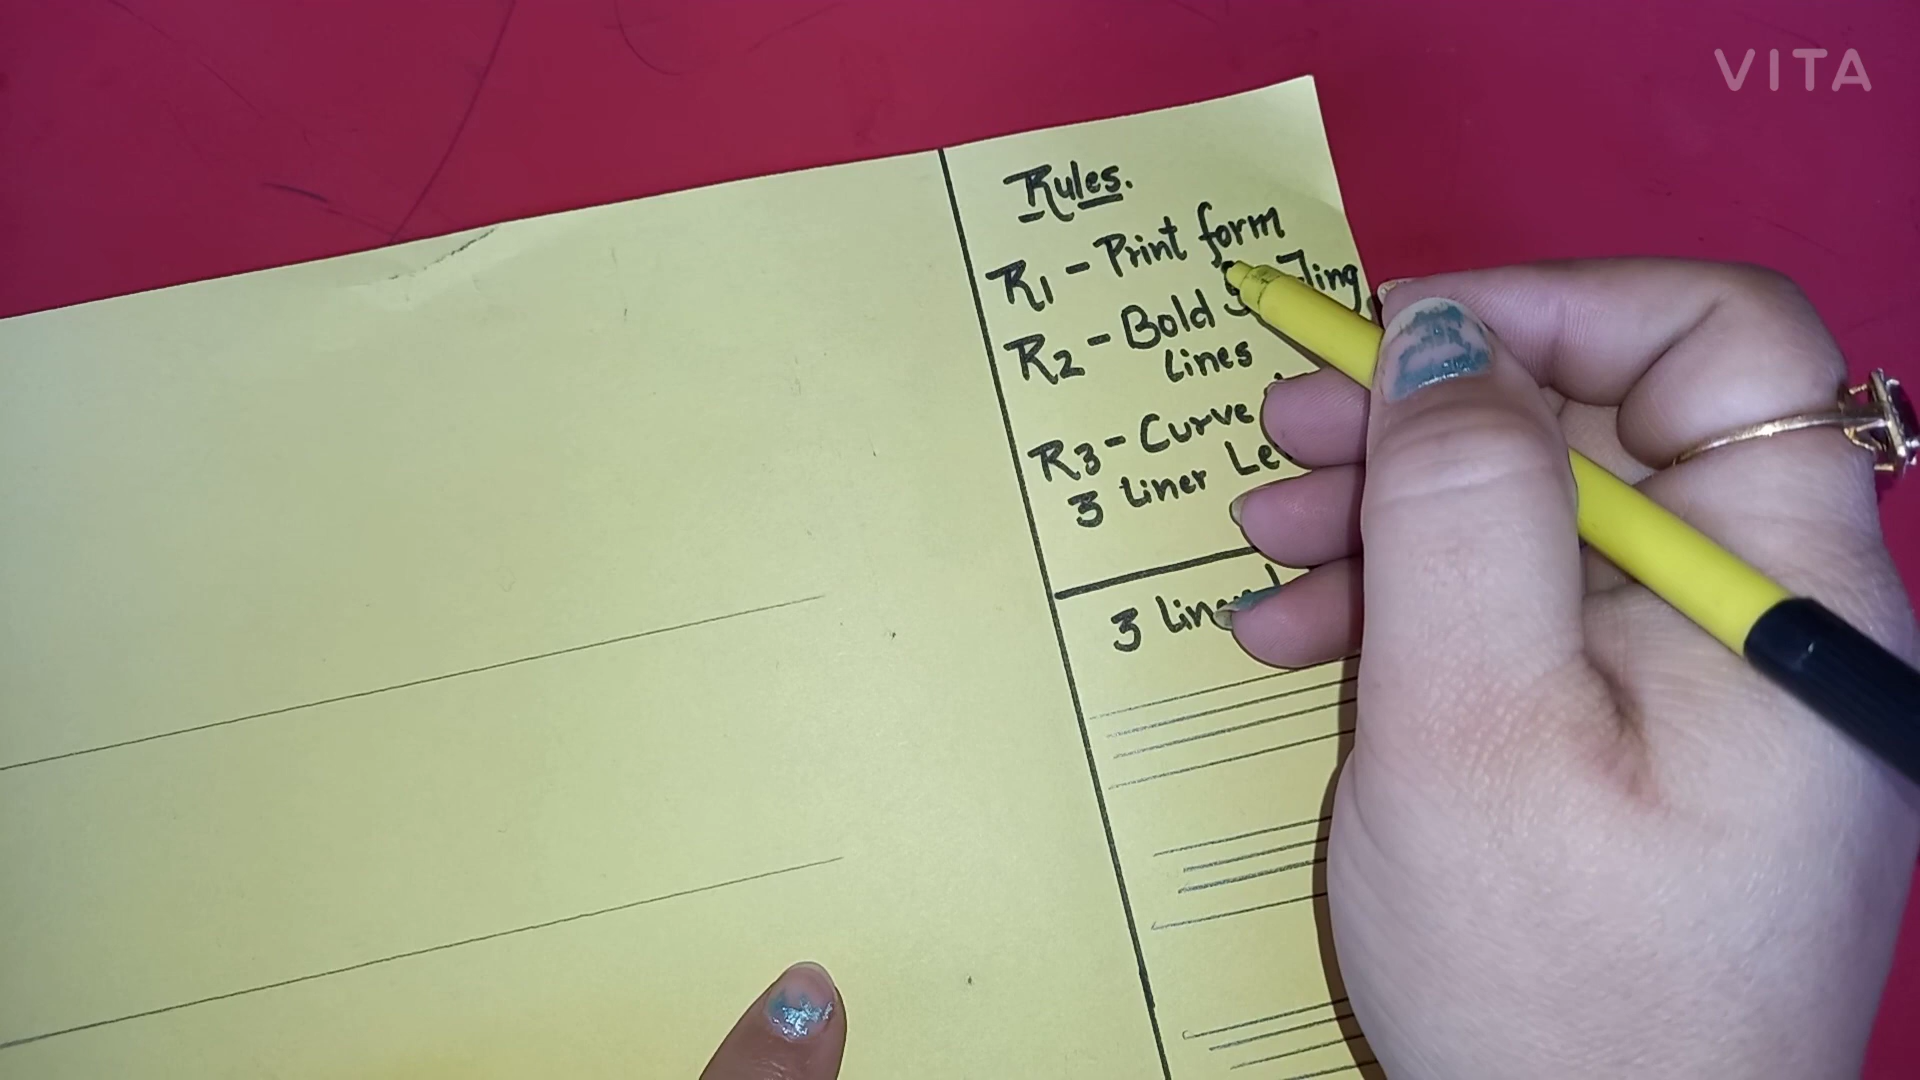 VITA
Rules.
R1 - Print form
R2 - Bold
Lines
R3 - Curve
3 Liner
3